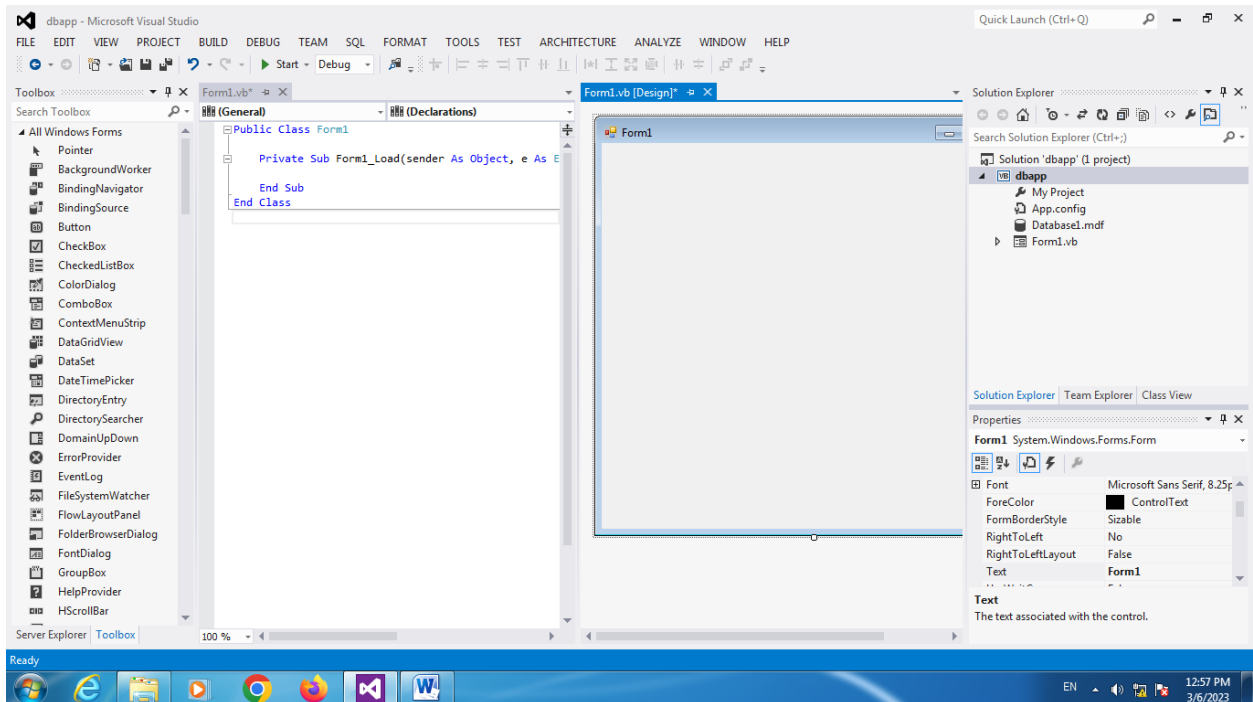 dbapp - Microsoft Visual Studio
Quick Launch (Ctrl+Q)
FILE EDIT VIEW PROJECT BUILD DEBUG TEAM SQL FORMAT TOOLS TEST ARCHITECTURE ANALYZE WINDOW HELP
Start Debug
Toolbox
Search Toolbox
All Windows Forms
Pointer
BackgroundWorker
BindingNavigator
BindingSource
Button
CheckBox
CheckedListBox
ColorDialog
ComboBox
ContextMenuStrip
DataGridView
DataSet
DateTimePicker
DirectoryEntry
DirectorySearcher
DomainUpDown
ErrorProvider
EventLog
FileSystemWatcher
FlowLayoutPanel
FolderBrowserDialog
FontDialog
GroupBox
HelpProvider
HScrollBar
Server Explorer Toolbox
Form1.vb*
(General) (Declarations)
Public Class Form1
Private Sub Form1_Load(sender As Object, e As E
End Sub
End Class
100 %
Form1.vb [Design]*
Form1
Solution Explorer
Search Solution Explorer (Ctrl+;)
Solution 'dbapp' (1 project)
VB dbapp
My Project
App.config
Database1.mdf
Form1.vb
Solution Explorer Team Explorer Class View
Properties
Form1 System.Windows.Forms.Form
Font Microsoft Sans Serif, 8.25p
ForeColor ControlText
FormBorderStyle Sizable
RightToLeft No
RightToLeftLayout False
Text Form1
Text
The text associated with the control.
Ready
EN
12:57 PM
3/6/2023